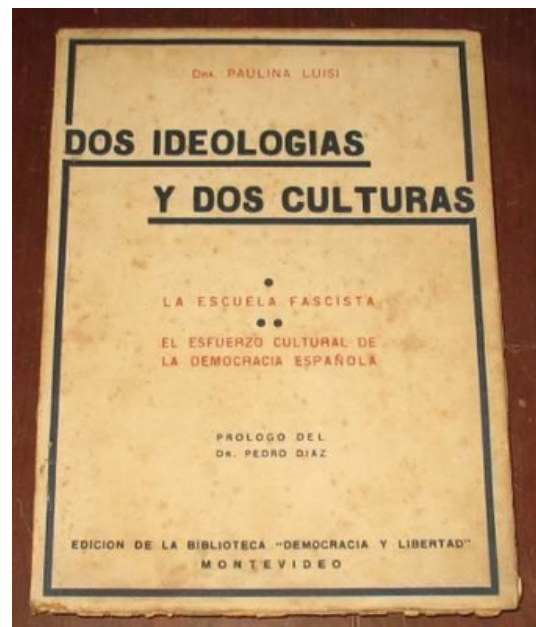 DRA. PAULINA LUISI
DOS IDEOLOGIAS
Y DOS CULTURAS
LA ESCUELA FASCISTA
EL ESFUERZO CULTURAL DE
LA DEMOCRACIA ESPAÑOLA
PROLOGO DEL
DR. PEDRO DIAZ
EDICION DE LA BIBLIOTECA "DEMOCRACIA Y LIBERTAD"
MONTEVIDEO